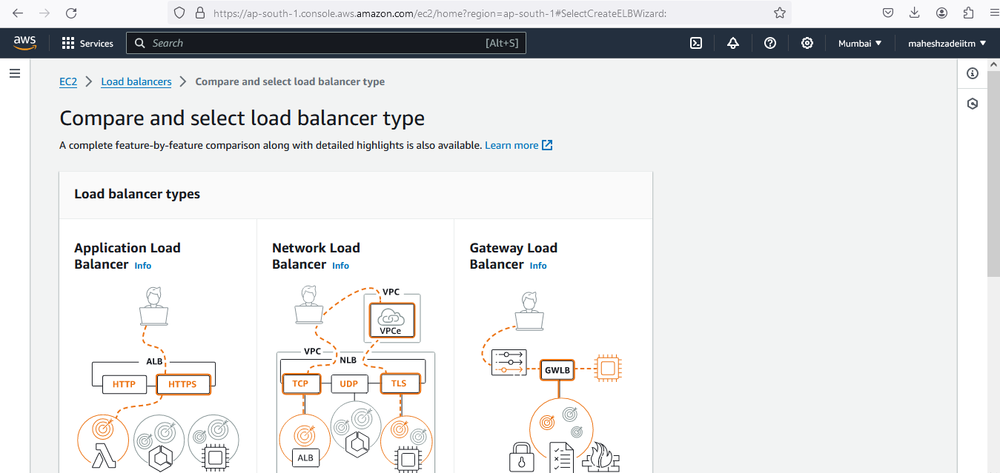 https://ap-south-1.console.aws.amazon.com/ec2/home?region=ap-south-1#SelectCreateELBWizard:
aws
Services
Search
[Alt+S]
Mumbai
maheshzadeiitm
EC2
Load balancers
Compare and select load balancer type
Compare and select load balancer type
A complete feature-by-feature comparison along with detailed highlights is also available. Learn more
Load balancer types
Application Load
Balancer Info
ALB
HTTP
HTTPS
Network Load
Balancer Info
VPC
VPCe
VPC
NLB
TCP
UDP
TLS
ALB
Gateway Load
Balancer Info
GWLB